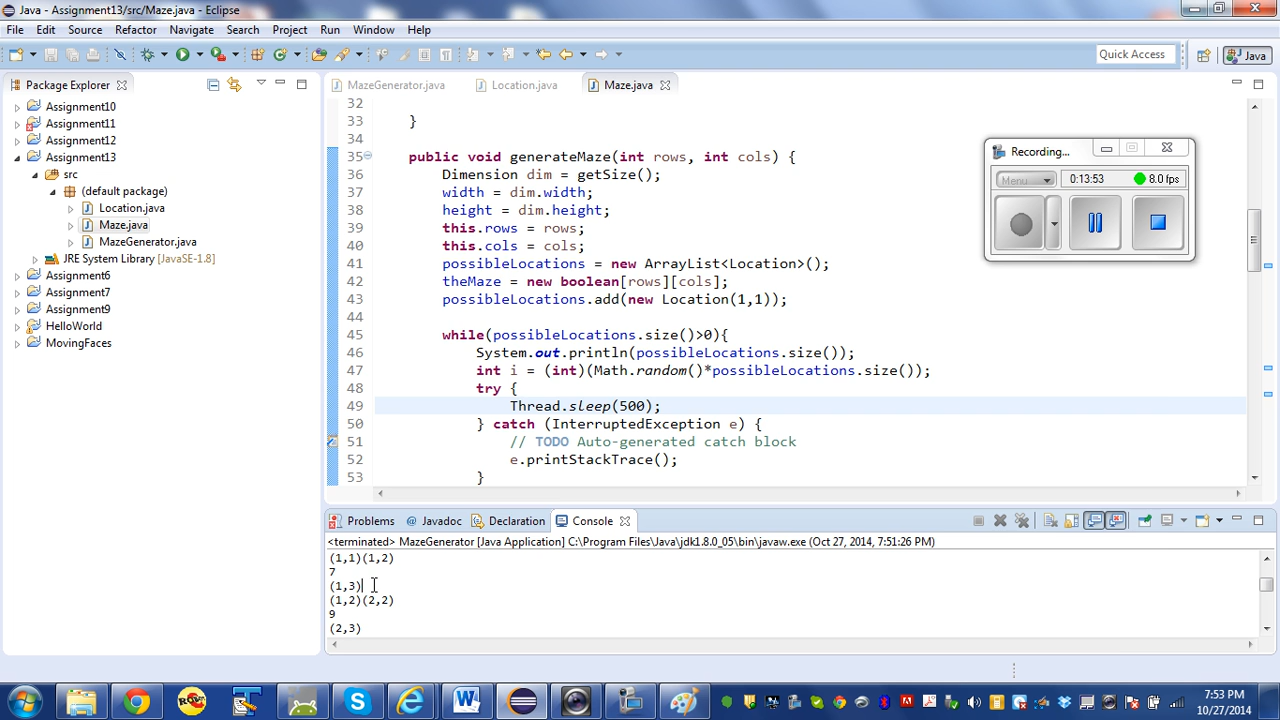 Java - Assignment13/src/Maze.java - Eclipse
File Edit Source Refactor Navigate Search Project Run Window Help
Quick Access
Java
Package Explorer
Assignment10
Assignment11
Assignment12
Assignment13
src
(default package)
Location.java
Maze.java
MazeGenerator.java
JRE System Library [JavaSE-1.8]
Assignment6
Assignment7
Assignment9
HelloWorld
MovingFaces
MazeGenerator.java Location.java Maze.java
32
33 }
34
35 public void generateMaze(int rows, int cols) {
36 Dimension dim = getSize();
37 width = dim.width;
38 height = dim.height;
39 this.rows = rows;
40 this.cols = cols;
41 possibleLocations = new ArrayList<Location>();
42 theMaze = new boolean[rows][cols];
43 possibleLocations.add(new Location(1,1));
44
45 while(possibleLocations.size()>0){
46 System.out.println(possibleLocations.size());
47 int i = (int)(Math.random()*possibleLocations.size());
48 try {
49 Thread.sleep(500);
50 } catch (InterruptedException e) {
51 // TODO Auto-generated catch block
52 e.printStackTrace();
53 }
Recording...
Menu 0:13:53 8.0 fps
Problems @ Javadoc Declaration Console
<terminated> MazeGenerator [Java Application] C:\Program Files\Java\jdk1.8.0_05\bin\javaw.exe (Oct 27, 2014, 7:51:26 PM)
(1,1)(1,2)
7
(1,3)
(1,2)(2,2)
9
(2,3)
7:53 PM
10/27/2014